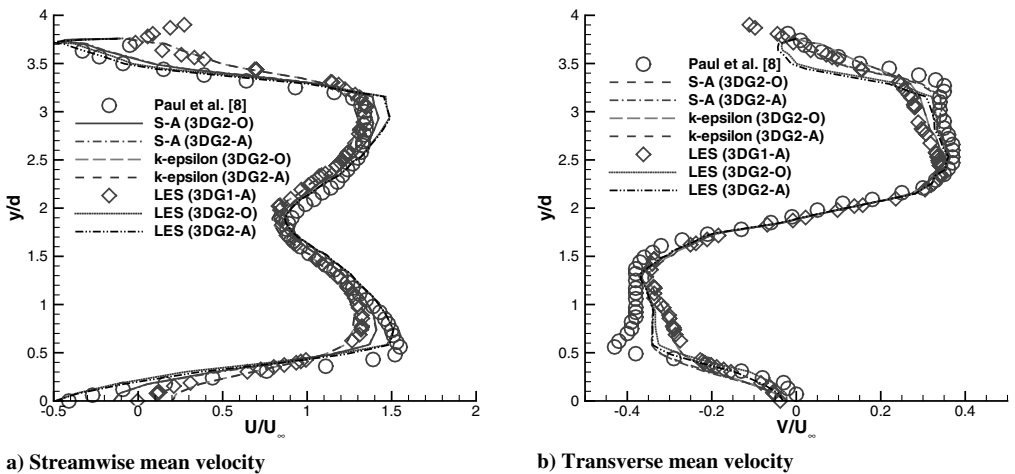 a)
4
3.5
3
2.5
2
1.5
1
0.5
0
y/d
Paul et al. [8]
S-A (3DG2-O)
S-A (3DG2-A)
k-epsilon (3DG2-O)
k-epsilon (3DG2-A)
LES (3DG1-A)
LES (3DG2-O)
LES (3DG2-A)
-0.5 0 0.5 1 1.5 2
U/U∞
a) Streamwise mean velocity
b)
4
3.5
3
2.5
2
1.5
1
0.5
0
y/d
Paul et al. [8]
S-A (3DG2-O)
S-A (3DG2-A)
k-epsilon (3DG2-O)
k-epsilon (3DG2-A)
LES (3DG1-A)
LES (3DG2-O)
LES (3DG2-A)
-0.4 -0.2 0 0.2 0.4
V/U∞
b) Transverse mean velocity